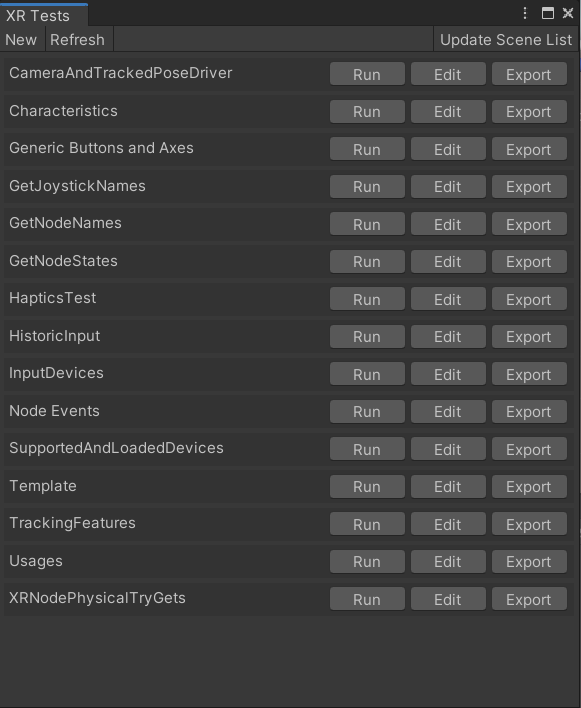 XR Tests
New Refresh Update Scene List
CameraAndTrackedPoseDriver Run Edit Export
Characteristics Run Edit Export
Generic Buttons and Axes Run Edit Export
GetJoystickNames Run Edit Export
GetNodeNames Run Edit Export
GetNodeStates Run Edit Export
HapticsTest Run Edit Export
HistoricInput Run Edit Export
InputDevices Run Edit Export
Node Events Run Edit Export
SupportedAndLoadedDevices Run Edit Export
Template Run Edit Export
TrackingFeatures Run Edit Export
Usages Run Edit Export
XRNodePhysicalTryGets Run Edit Export